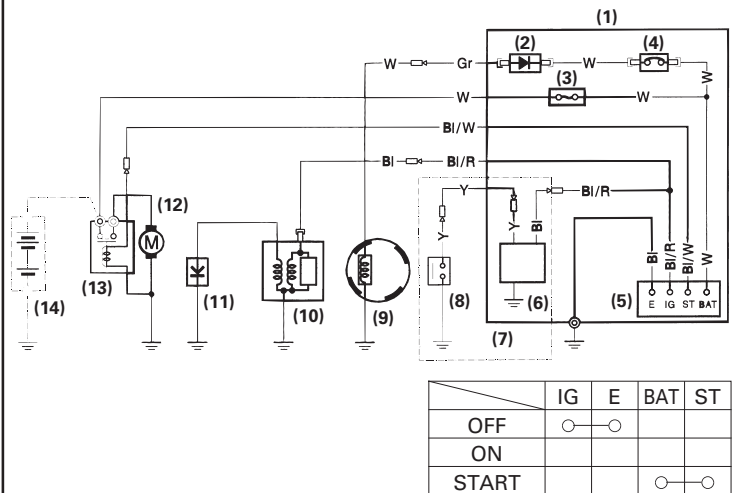 (1)
(2) (4)
W Gr W W
(3)
W W
Bl/W
Bl Bl/R
Y Bl/R
(12)
Y Y Bl
M
Bl Bl/R Bl/W W
(14) (13) (11) (10) (9) (8) (6) (5) E IG ST BAT
(7)
IG E BAT ST
OFF
ON
START